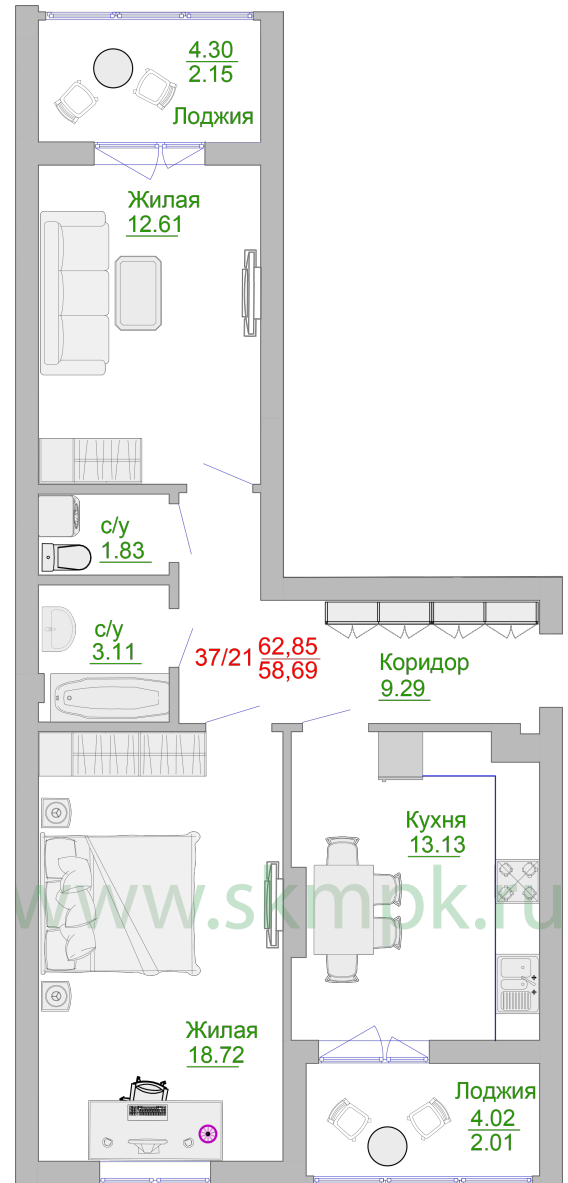 4.30
2.15
Лоджия
Жилая
12.61
с/у
1.83
с/у
3.11
37/21 62,85
58,69
Коридор
9.29
Кухня
13.13
www.skmpk.ru
Жилая
18.72
Лоджия
4.02
2.01